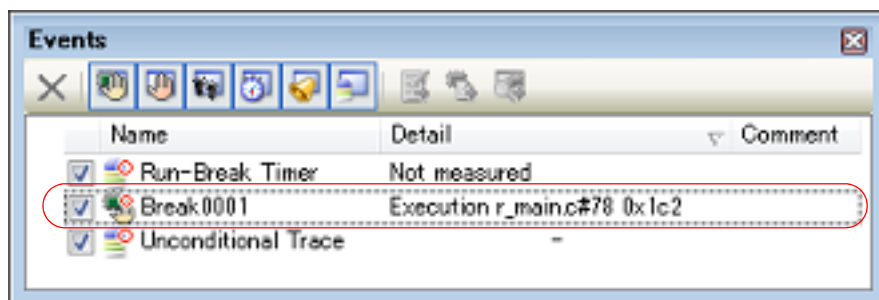 Events
Name Detail Comment
Run-Break Timer Not measured
Break0001 Execution r_main.c#78 0x1c2
Unconditional Trace -